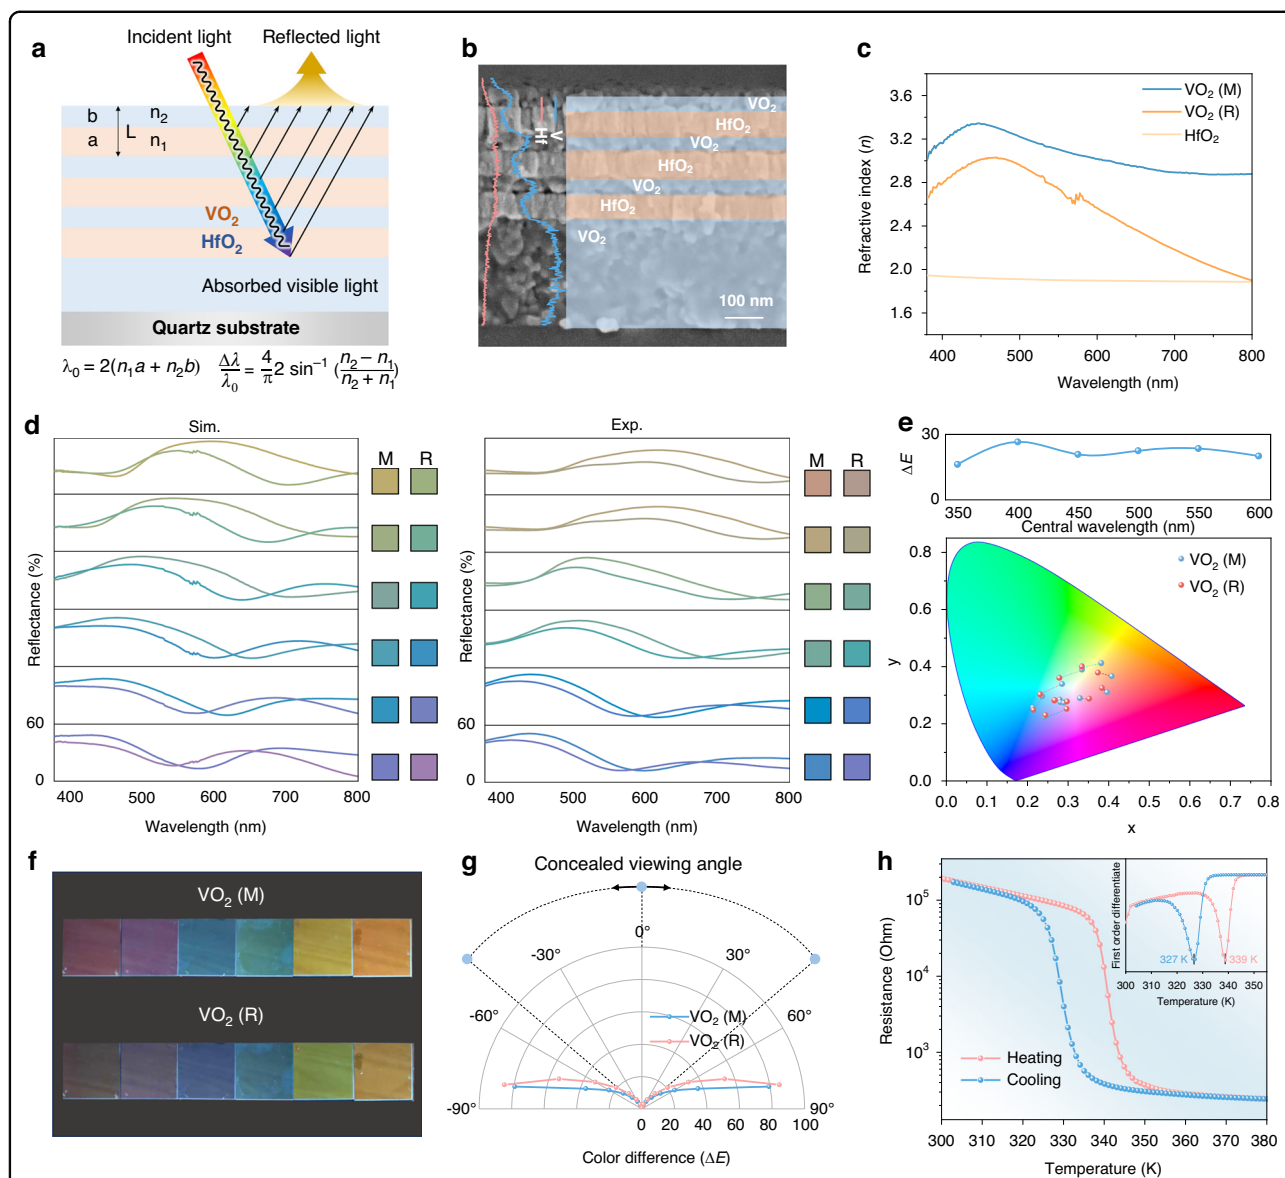 a
Incident light
Reflected light
b
n₂
L
a
n₁
VO₂
HfO₂
Absorbed visible light
Quartz substrate
λ₀ = 2(n₁a + n₂b)
Δλ/λ₀ = 4/π 2 sin⁻¹ (n₂ − n₁/n₂ + n₁)
b
Hf
V
VO₂
HfO₂
VO₂
HfO₂
VO₂
HfO₂
VO₂
100 nm
c
VO₂ (M)
VO₂ (R)
HfO₂
Refractive index (n)
3.6
3.2
2.8
2.4
2.0
1.6
400 500 600 700 800
Wavelength (nm)
d
Sim.
M R
Reflectance (%)
60
0
400 500 600 700 800
Wavelength (nm)
Exp.
M R
Reflectance (%)
60
0
400 500 600 700 800
Wavelength (nm)
e
ΔE
30
0
350 400 450 500 550 600
Central wavelength (nm)
VO₂ (M)
VO₂ (R)
y
0.8
0.6
0.4
0.2
0.0
0.0 0.1 0.2 0.3 0.4 0.5 0.6 0.7 0.8
x
f
VO₂ (M)
VO₂ (R)
g
Concealed viewing angle
0°
-30° 30°
-60° 60°
-90° 90°
VO₂ (M)
VO₂ (R)
0 20 40 60 80 100
Color difference (ΔE)
h
Resistance (Ohm)
10⁵
10⁴
10³
Heating
Cooling
300 310 320 330 340 350 360 370 380
Temperature (K)
First order differentiate
327 K
339 K
300 310 320 330 340 350
Temperature (K)